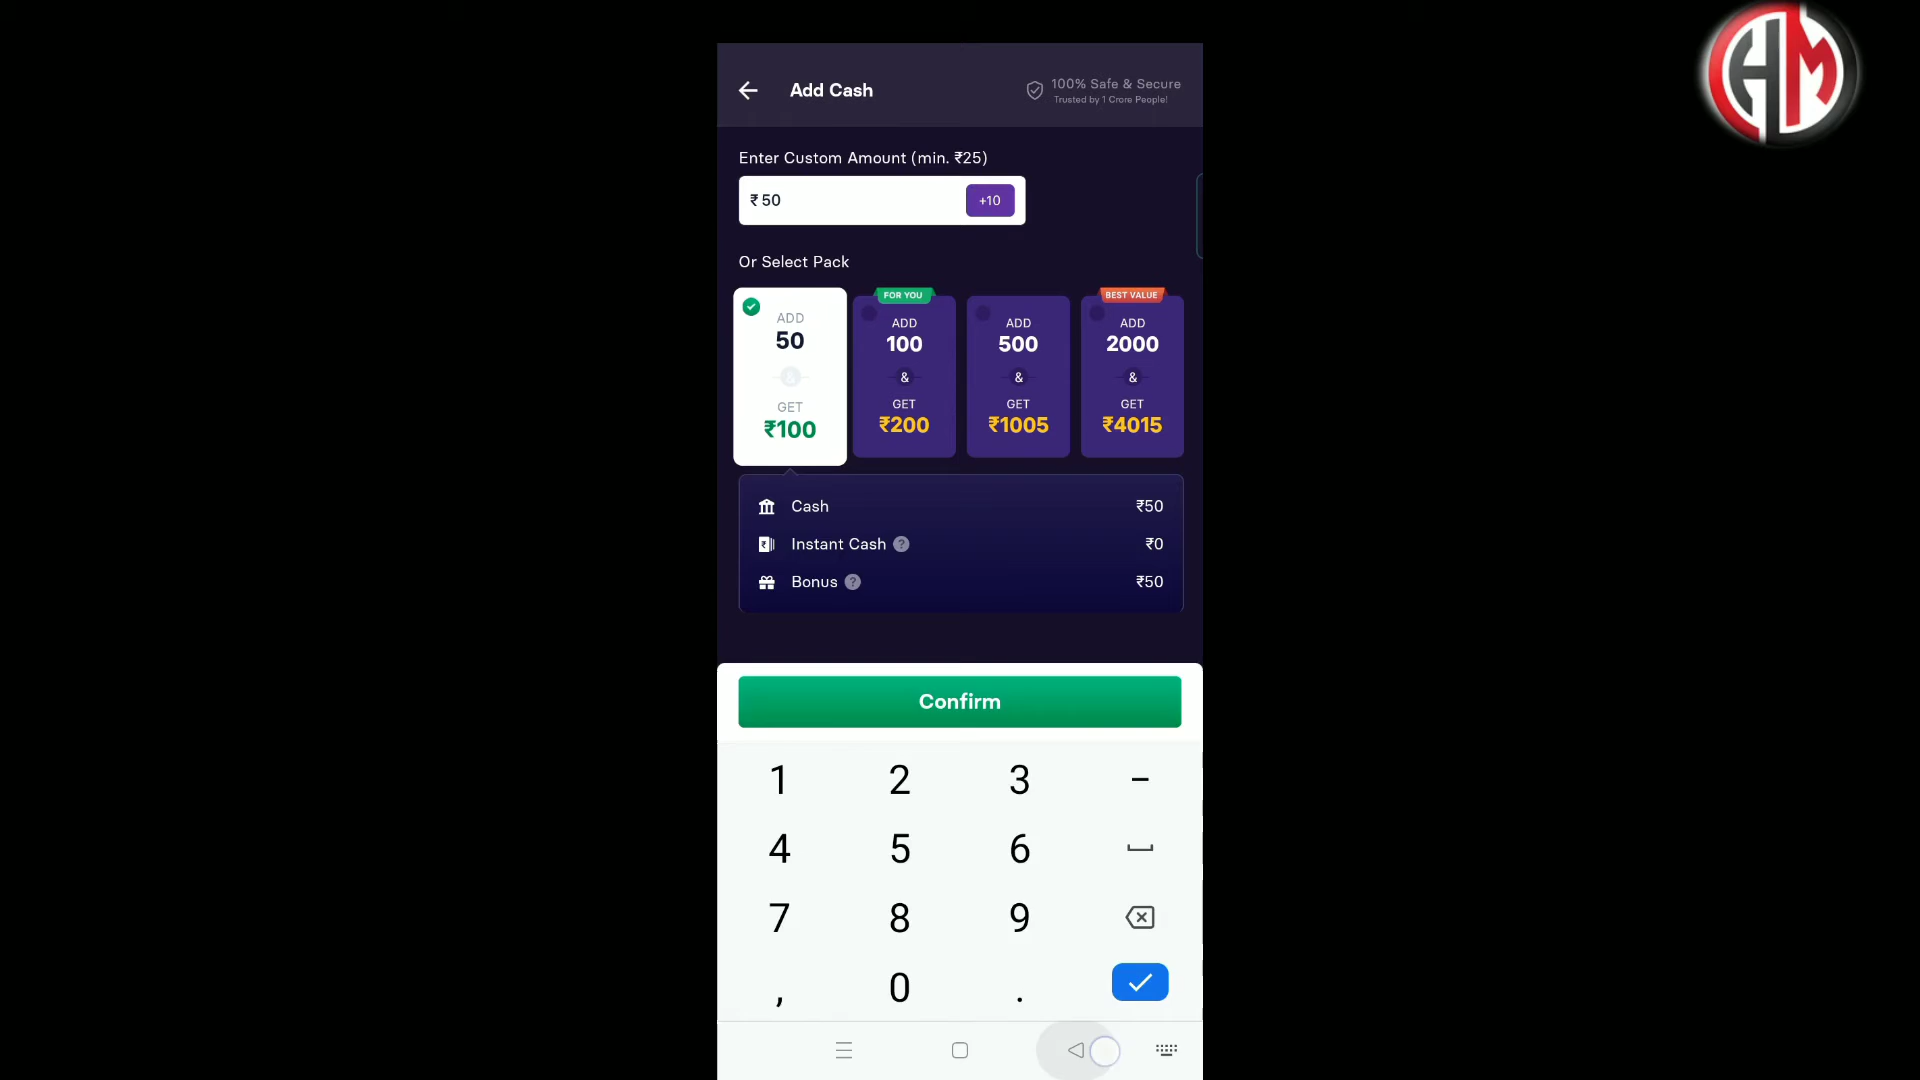 HM
Add Cash
100% Safe & Secure
Trusted by 1 Crore People!
Enter Custom Amount (min. ₹25)
₹ 50
+10
Or Select Pack
ADD
50
&
GET
₹100
FOR YOU
ADD
100
&
GET
₹200
ADD
500
&
GET
₹1005
BEST VALUE
ADD
2000
&
GET
₹4015
Cash ₹50
Instant Cash ? ₹0
Bonus ? ₹50
Confirm
1 2 3 -
4 5 6
7 8 9
, 0 .